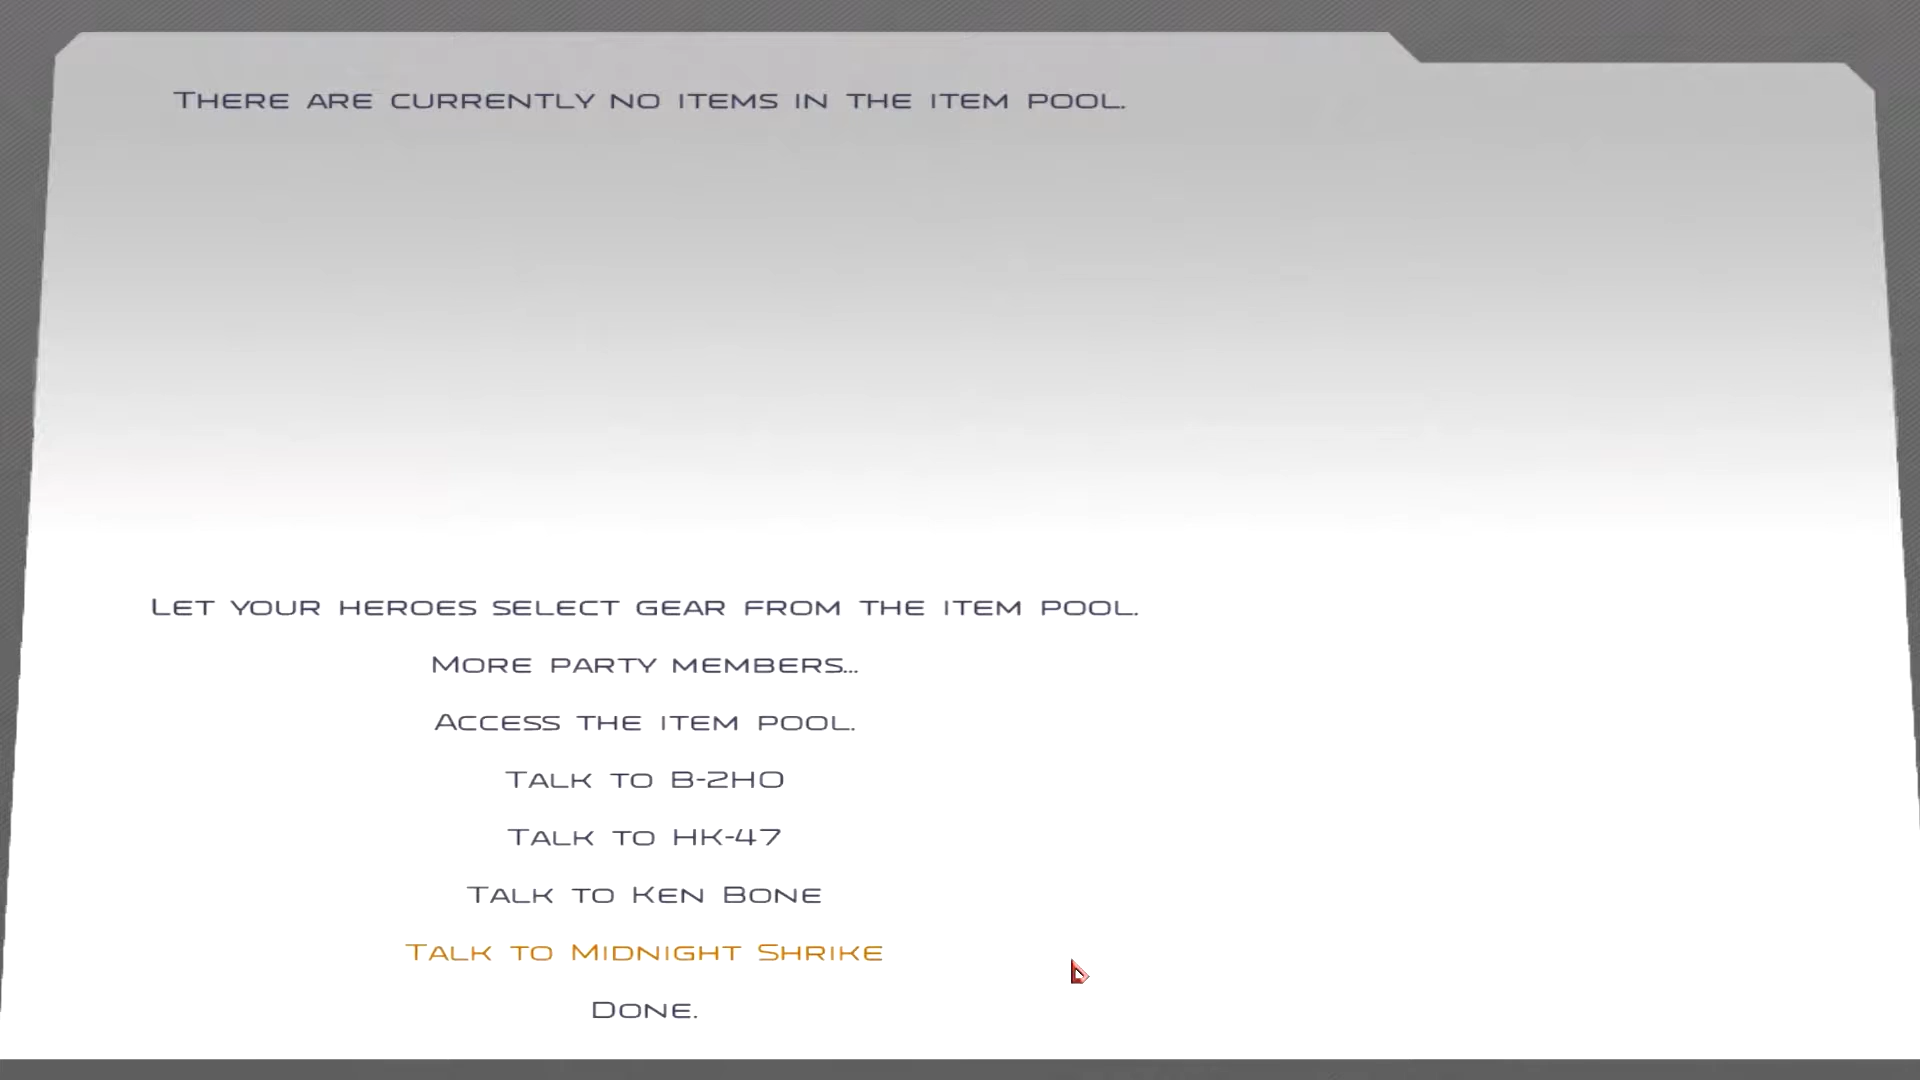 There are currently no items in the item pool.
Let your heroes select gear from the item pool.
More party members...
Access the item pool.
Talk to B-2HO
Talk to HK-47
Talk to Ken Bone
Talk to Midnight Shrike
Done.